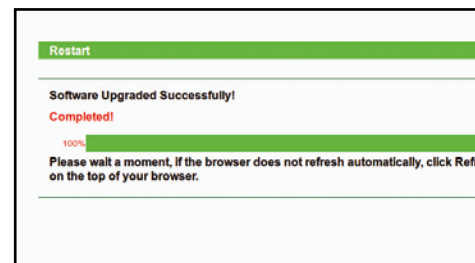 Restart
Software Upgraded Successfully!
Completed!
100%
Please wait a moment, if the browser does not refresh automatically, click
on the top of your browser.